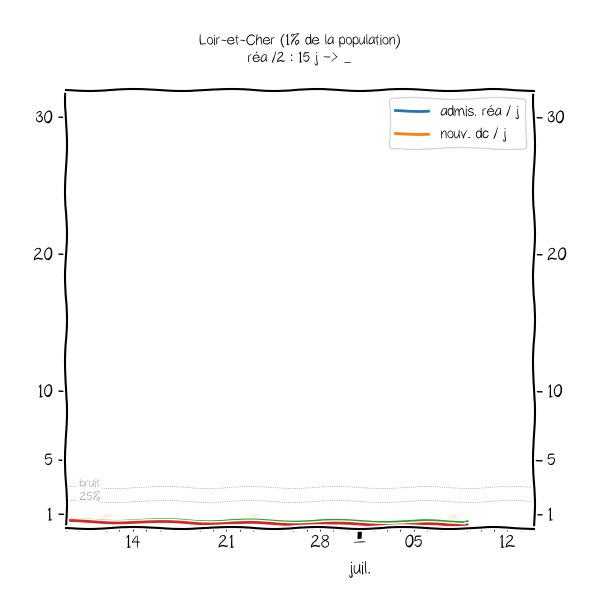 Loir-et-Cher (1% de la population)
réa /2 : 15 j -> _
admis. réa / j
nouv. dc / j
30
30
20
20
10
10
5
5
bruit
25%
1
1
14
21
28
05
12
juil.